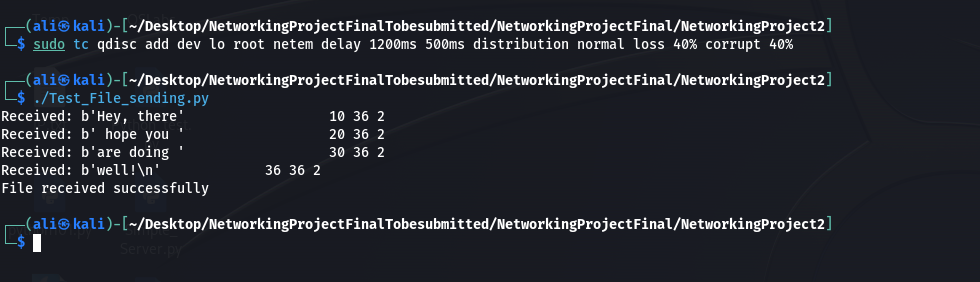 (ali㉿kali)-[~/Desktop/NetworkingProjectFinalTobesubmitted/NetworkingProjectFinal/NetworkingProject2]
$ sudo tc qdisc add dev lo root netem delay 1200ms 500ms distribution normal loss 40% corrupt 40%
(ali㉿kali)-[~/Desktop/NetworkingProjectFinalTobesubmitted/NetworkingProjectFinal/NetworkingProject2]
$ ./Test_File_sending.py
Received: b'Hey, there' 10 36 2
Received: b' hope you ' 20 36 2
Received: b'are doing ' 30 36 2
Received: b'well!\n' 36 36 2
File received successfully
(ali㉿kali)-[~/Desktop/NetworkingProjectFinalTobesubmitted/NetworkingProjectFinal/NetworkingProject2]
$
Server.py